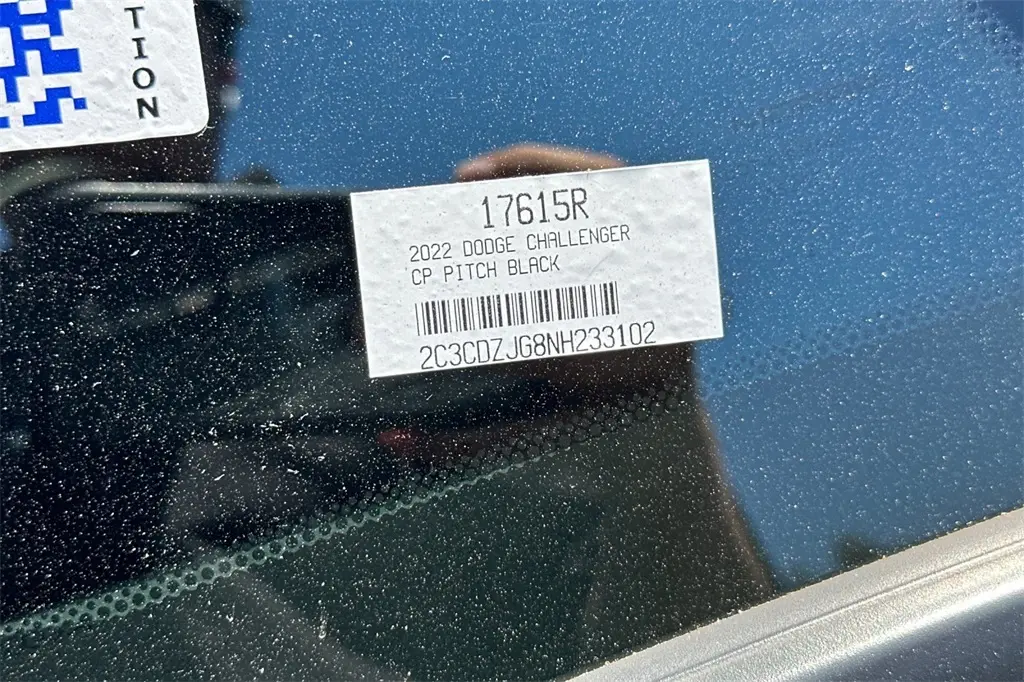 TION
17615R
2022 DODGE CHALLENGER
CP PITCH BLACK
2C3CDZJG8NH233102